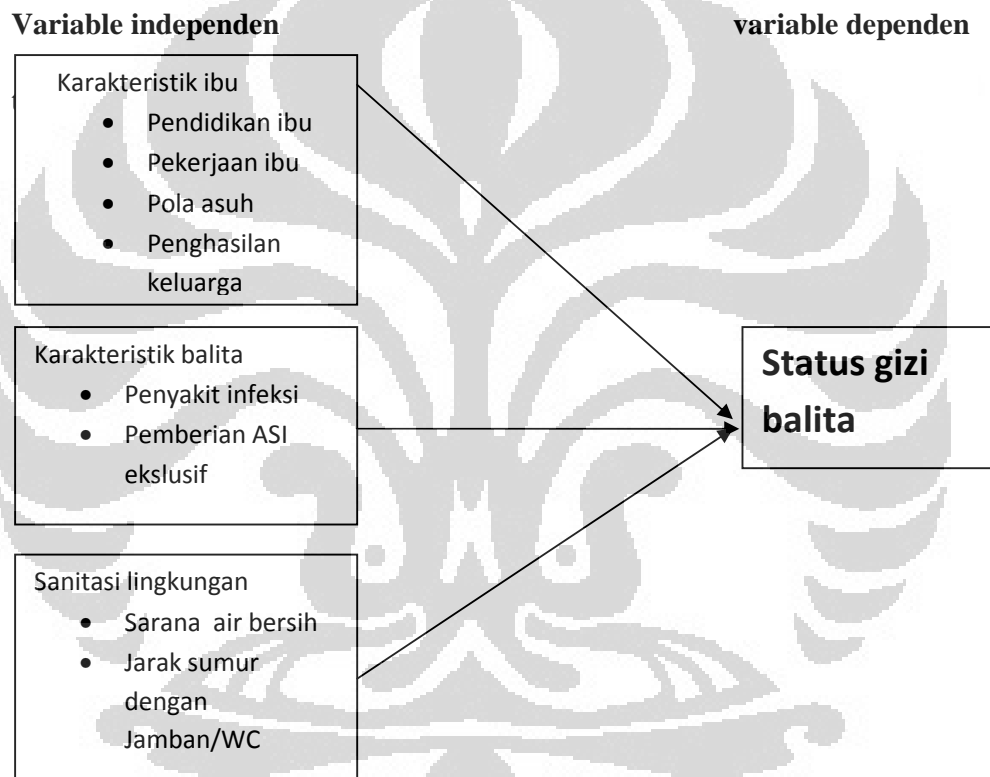 Variable independen variable dependen
Karakteristik ibu
• Pendidikan ibu
• Pekerjaan ibu
• Pola asuh
• Penghasilan
keluarga
Karakteristik balita
• Penyakit infeksi
• Pemberian ASI
ekslusif
Sanitasi lingkungan
• Sarana air bersih
• Jarak sumur
dengan
Jamban/WC
Status gizi
balita